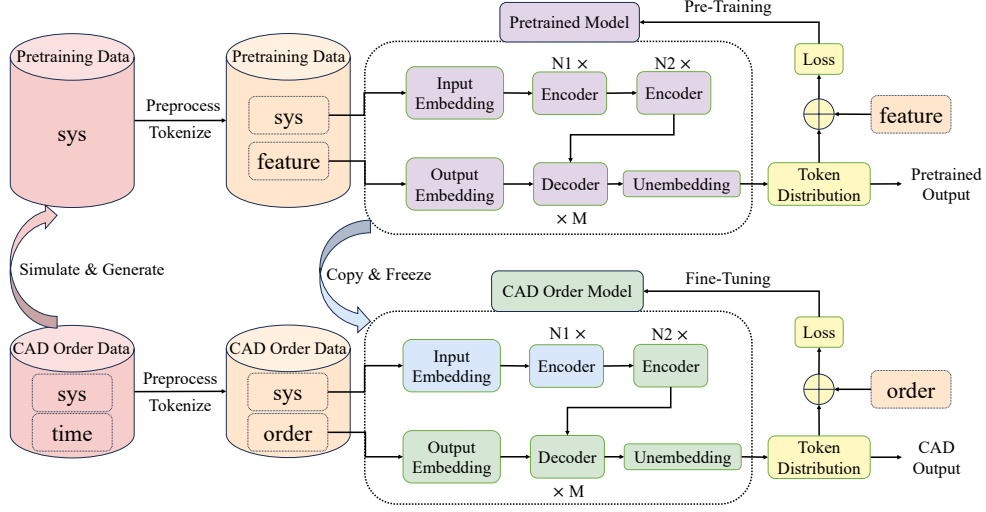 Pretrained Model
Pre-Training
Pretraining Data
sys
Preprocess
Tokenize
Pretraining Data
sys
feature
Input
Embedding
N1 ×
Encoder
N2 ×
Encoder
Output
Embedding
Decoder
× M
Unembedding
Loss
feature
Token
Distribution
Pretrained
Output
Simulate & Generate
Copy & Freeze
CAD Order Model
Fine-Tuning
CAD Order Data
sys
time
Preprocess
Tokenize
CAD Order Data
sys
order
Input
Embedding
N1 ×
Encoder
N2 ×
Encoder
Output
Embedding
Decoder
× M
Unembedding
Loss
order
Token
Distribution
CAD
Output